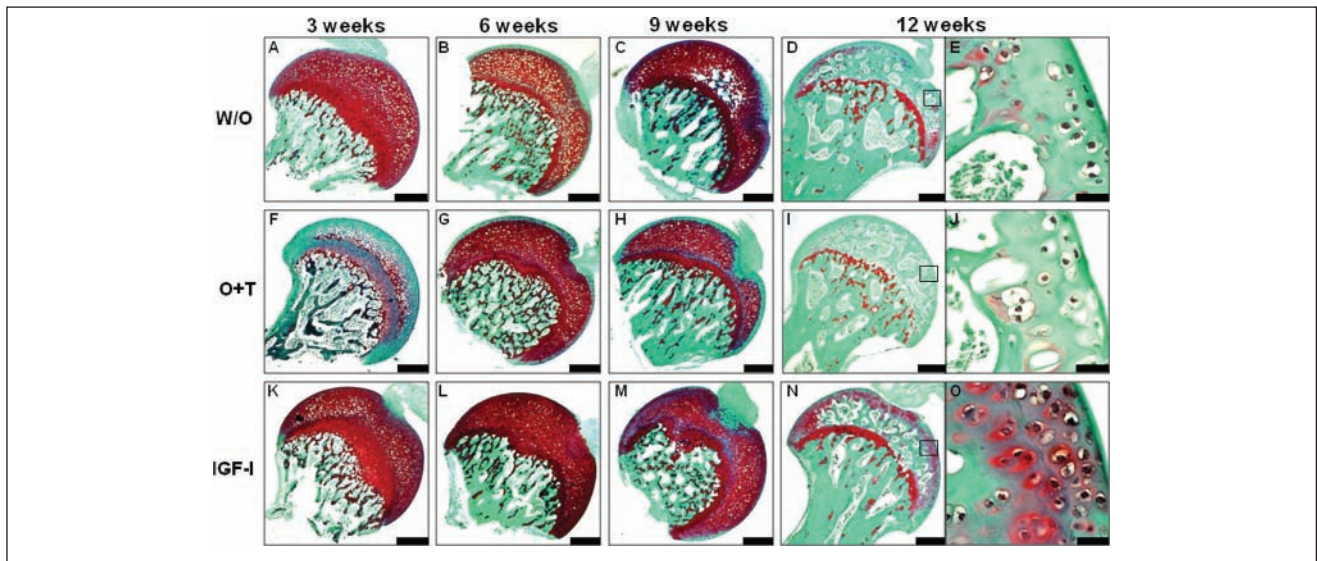 3 weeks 6 weeks 9 weeks 12 weeks
A B C D E
W/O
F G H I J
O+T
K L M N O
IGF-I